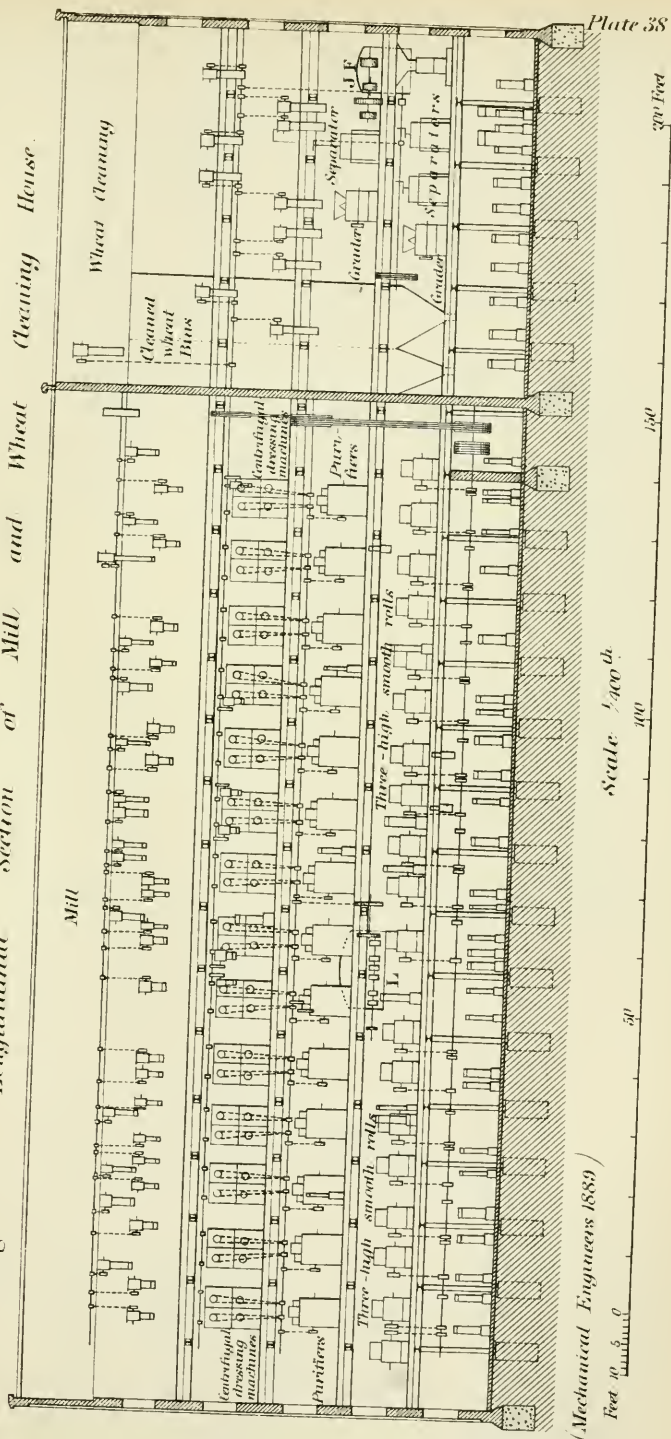 Plate 38
Longitudinal Section of Mill and Wheat Cleaning House.
Mill
Wheat Cleaning
Cleaned
Wheat
Bins
Centrifugal
dressing
machines
Centrifugal
dressing
machines
Purifiers
Puri-
fiers
Grader
Separator
J F
Three-high smooth rolls
L
Three-high smooth rolls
Grader
Separators
(Mechanical Engineers 1889)
Scale 1/400th
Feet 10 5 0
50
100
150
200 Feet